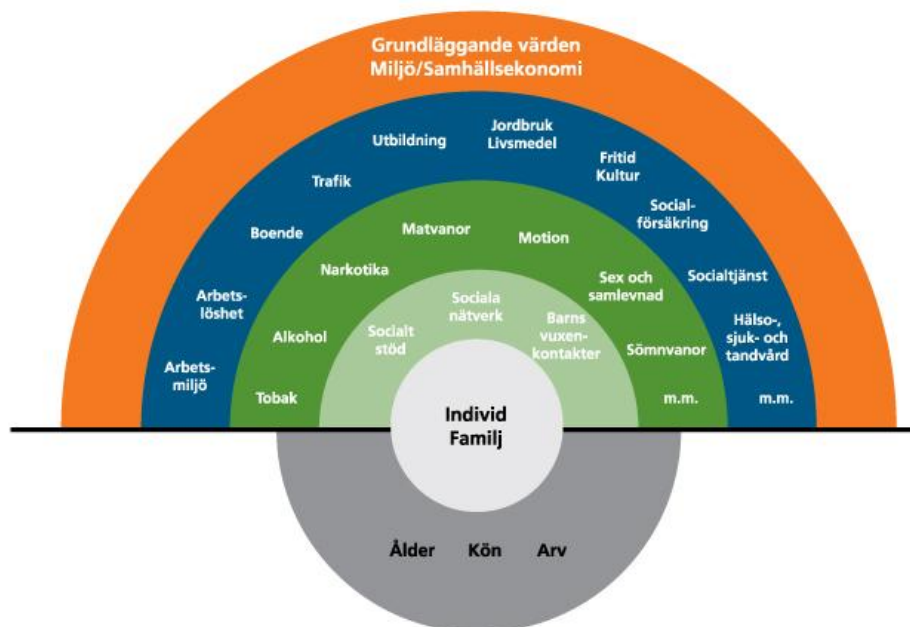 Grundläggande värden
Miljö/Samhällsekonomi
Arbets-
miljö
Arbets-
löshet
Boende
Trafik
Utbildning
Jordbruk
Livsmedel
Fritid
Kultur
Social-
försäkring
Socialtjänst
Hälso-,
sjuk- och
tandvård
m.m.
Tobak
Alkohol
Narkotika
Matvanor
Motion
Sex och
samlevnad
Sömnvanor
m.m.
Socialt
stöd
Sociala
nätverk
Barns
vuxen-
kontakter
Individ
Familj
Ålder Kön Arv